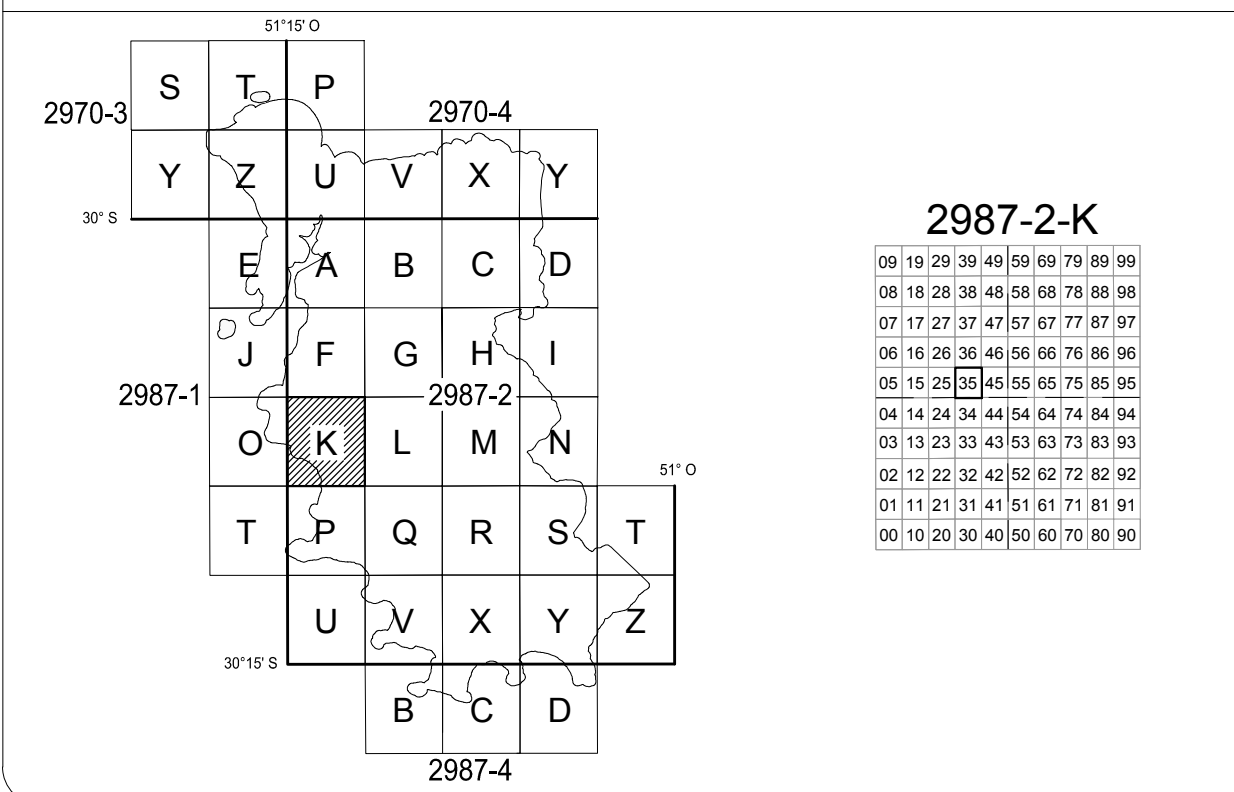 51°15' O
S T P
2970-3 2970-4
Y Z U V X Y
30° S
E A B C D
J F G H I
2987-1 2987-2
O K L M N
51° O
T P Q R S T
U V X Y Z
30°15' S
B C D
2987-4
2987-2-K
09 19 29 39 49 59 69 79 89 99
08 18 28 38 48 58 68 78 88 98
07 17 27 37 47 57 67 77 87 97
06 16 26 36 46 56 66 76 86 96
05 15 25 35 45 55 65 75 85 95
04 14 24 34 44 54 64 74 84 94
03 13 23 33 43 53 63 73 83 93
02 12 22 32 42 52 62 72 82 92
01 11 21 31 41 51 61 71 81 91
00 10 20 30 40 50 60 70 80 90